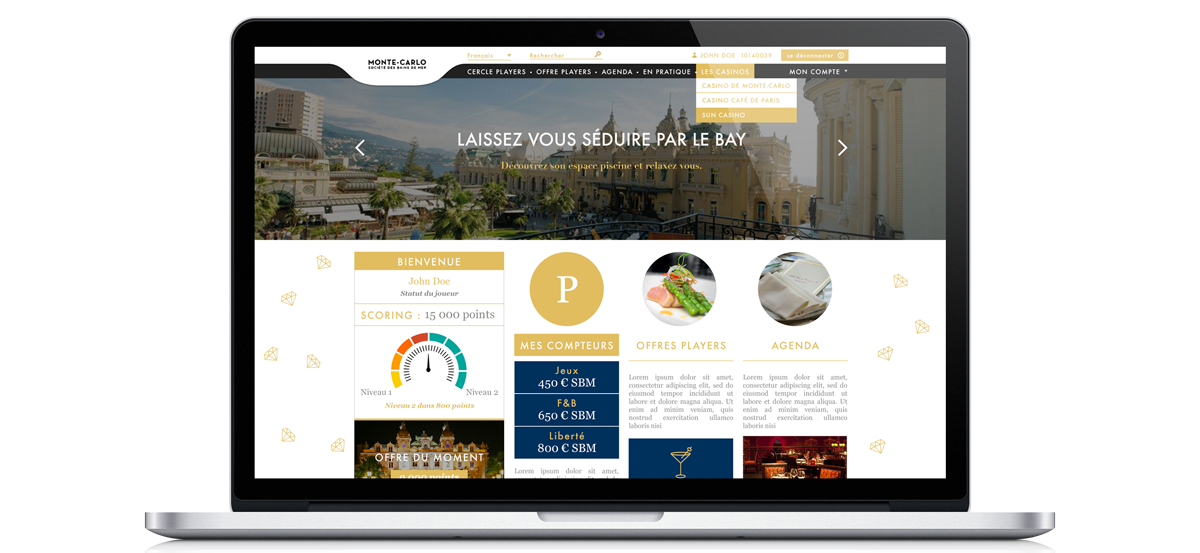 MONTE-CARLO
SOCIÉTÉ DES BAINS DE MER
Français
Rechercher
JOHN DOE 10140039
se déconnecter
CERCLE PLAYERS • OFFRE PLAYERS • AGENDA • EN PRATIQUE • LES CASINOS
MON COMPTE
CASINO DE MONTE-CARLO
CASINO CAFÉ DE PARIS
SUN CASINO
LAISSEZ VOUS SÉDUIRE PAR LE BAY
Découvrez son espace piscine et relaxez vous.
BIENVENUE
John Doe
Statut du joueur
SCORING : 15 000 points
Niveau 1
Niveau 2
Niveau 2 dans 800 points
OFFRE DU MOMENT
P
MES COMPTEURS
Jeux
450 € SBM
F&B
650 € SBM
Liberté
800 € SBM
Lorem ipsum dolor sit amet,
OFFRES PLAYERS
Lorem ipsum dolor sit amet,
consectetur adipiscing elit, sed do
eiusmod tempor incididunt ut
labore et dolore magna aliqua. Ut
enim ad minim veniam, quis
nostrud exercitation ullamco
laboris nisi
AGENDA
Lorem ipsum dolor sit amet,
consectetur adipiscing elit, sed do
eiusmod tempor incididunt ut
labore et dolore magna aliqua. Ut
enim ad minim veniam, quis
nostrud exercitation ullamco
laboris nisi